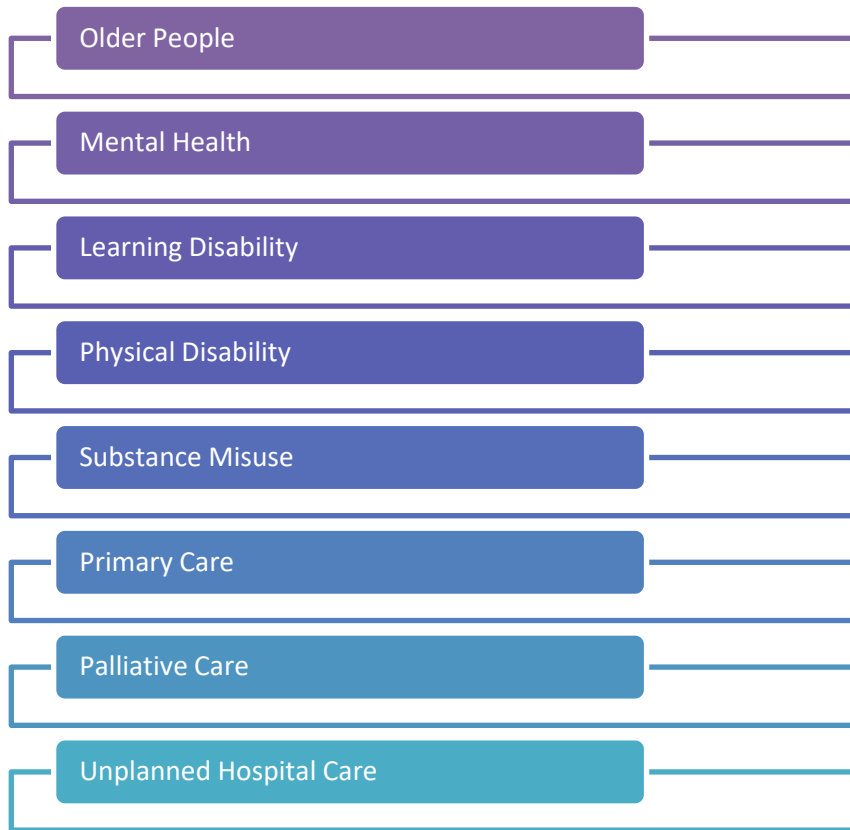 Older People
Mental Health
Learning Disability
Physical Disability
Substance Misuse
Primary Care
Palliative Care
Unplanned Hospital Care